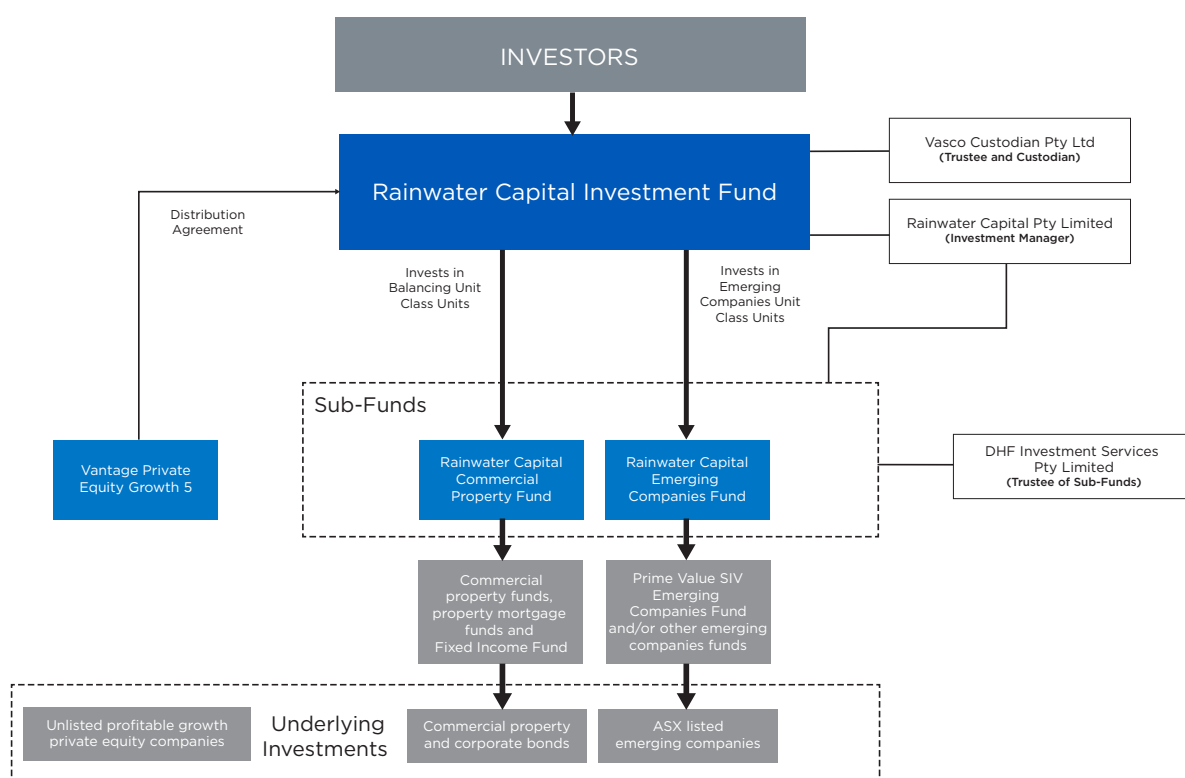 INVESTORS
Rainwater Capital Investment Fund
Vasco Custodian Pty Ltd
(Trustee and Custodian)
Rainwater Capital Pty Limited
(Investment Manager)
Distribution
Agreement
Invests in
Balancing Unit
Class Units
Invests in
Emerging
Companies Unit
Class Units
Sub-Funds
Vantage Private
Equity Growth 5
Rainwater Capital
Commercial
Property Fund
Rainwater Capital
Emerging
Companies Fund
DHF Investment Services
Pty Limited
(Trustee of Sub-Funds)
Commercial
property funds,
property mortgage
funds and
Fixed Income Fund
Prime Value SIV
Emerging
Companies Fund
and/or other emerging
companies funds
Unlisted profitable growth
private equity companies
Underlying
Investments
Commercial property
and corporate bonds
ASX listed
emerging companies